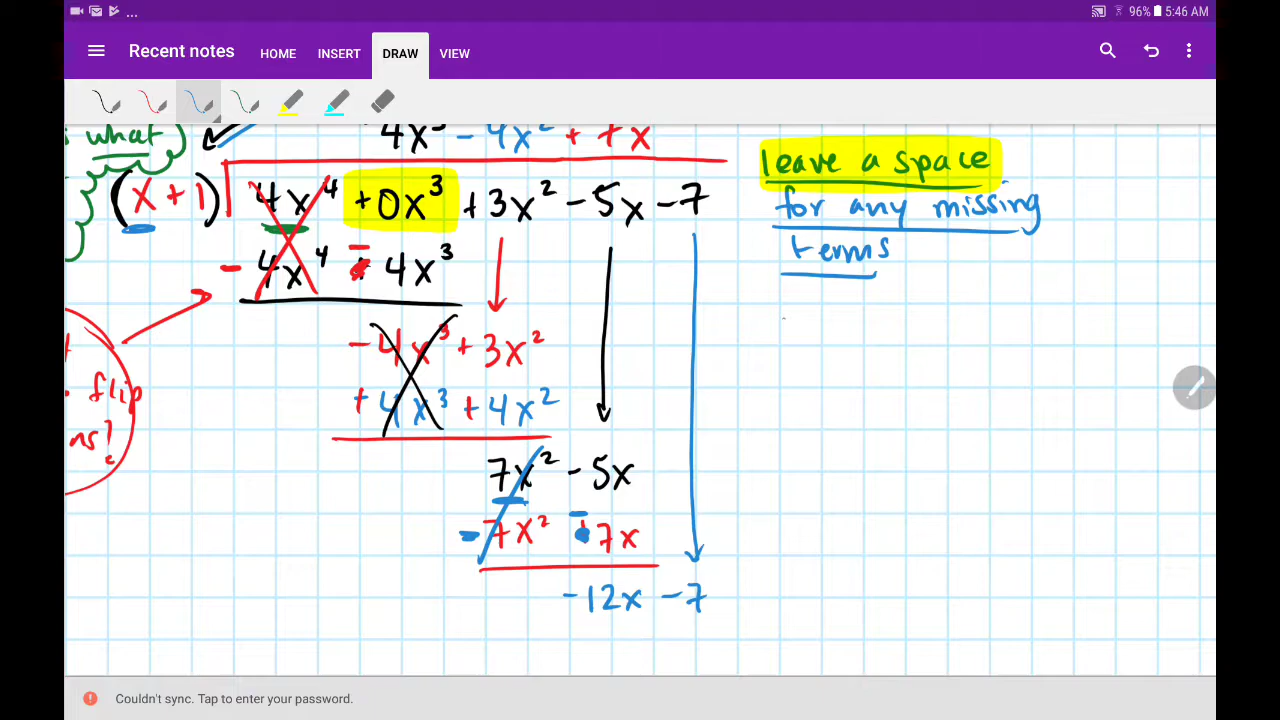 ...
96% 5:46 AM
Recent notes HOME INSERT DRAW VIEW
what
4x³ - 4x² + 7x
leave a space
(x + 1) 4x⁴ + 0x³ + 3x² - 5x - 7
for any missing
- 4x⁴ - 4x³
terms
- 4x³ + 3x²
flip
+ 4x³ + 4x²
7x² - 5x
- 7x² - 7x
-12x - 7
Couldn't sync. Tap to enter your password.